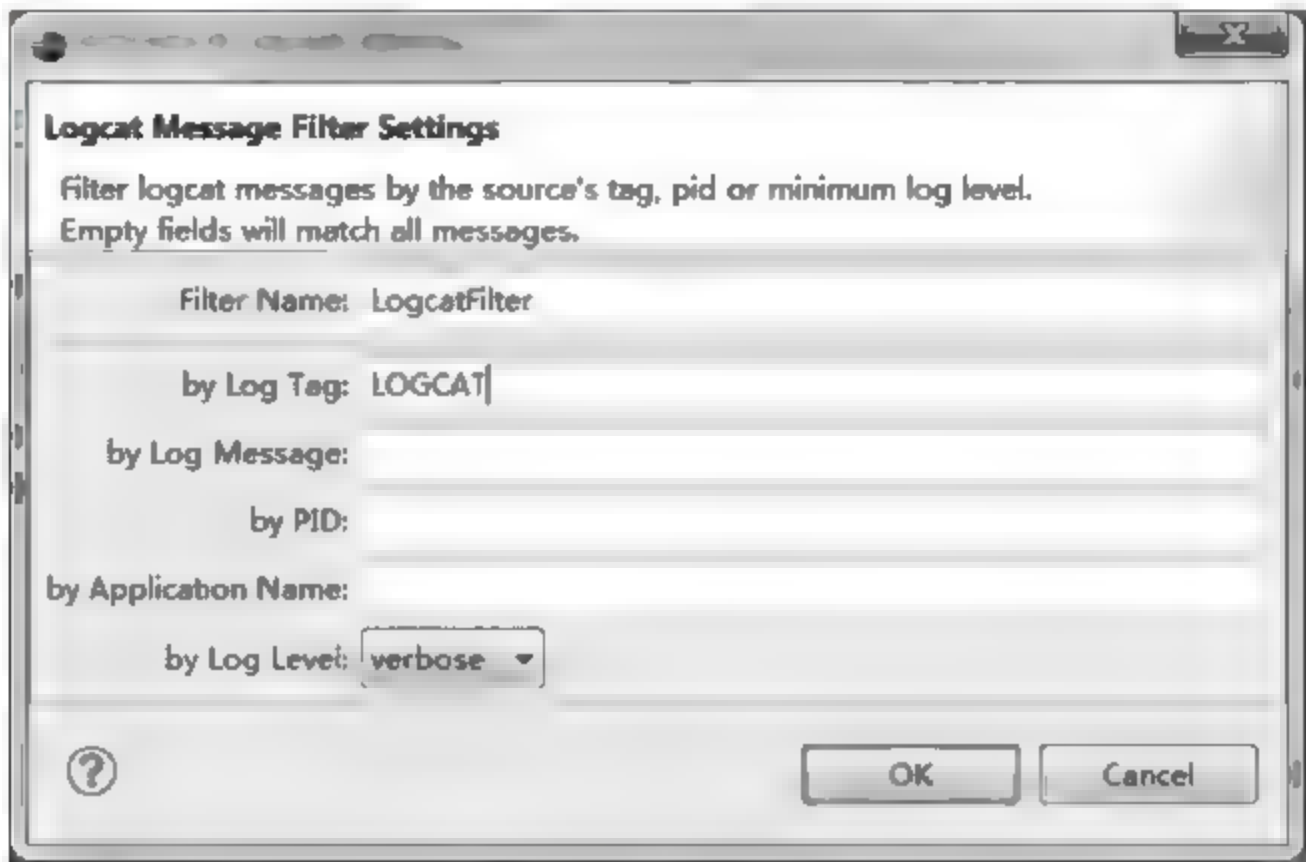 Logcat Message Filter Settings
Filter logcat messages by the source's tag, pid or minimum log level.
Empty fields will match all messages.
Filter Name: LogcatFilter
by Log Tag: LOGCAT
by Log Message:
by PID:
by Application Name:
by Log Level: verbose
?
OK Cancel